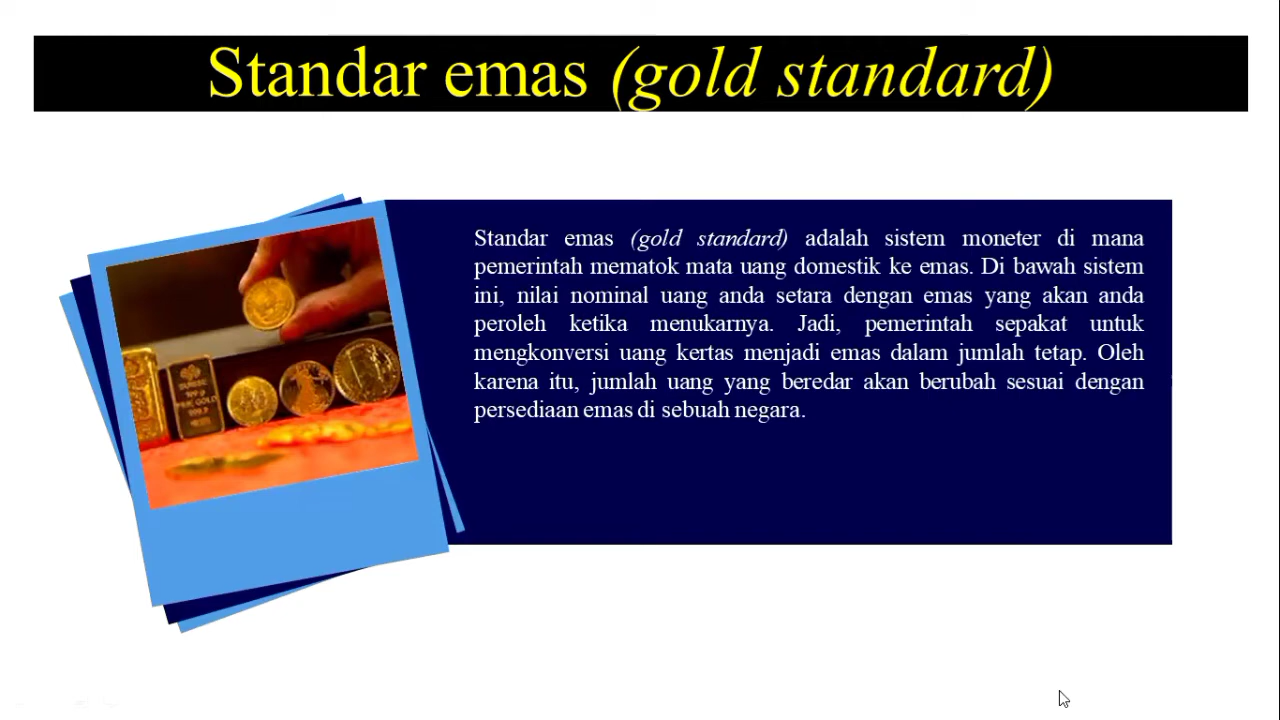 Standar emas (gold standard)
Standar emas (gold standard) adalah sistem moneter di mana
pemerintah mematok mata uang domestik ke emas. Di bawah sistem
ini, nilai nominal uang anda setara dengan emas yang akan anda
peroleh ketika menukarnya. Jadi, pemerintah sepakat untuk
mengkonversi uang kertas menjadi emas dalam jumlah tetap. Oleh
karena itu, jumlah uang yang beredar akan berubah sesuai dengan
persediaan emas di sebuah negara.